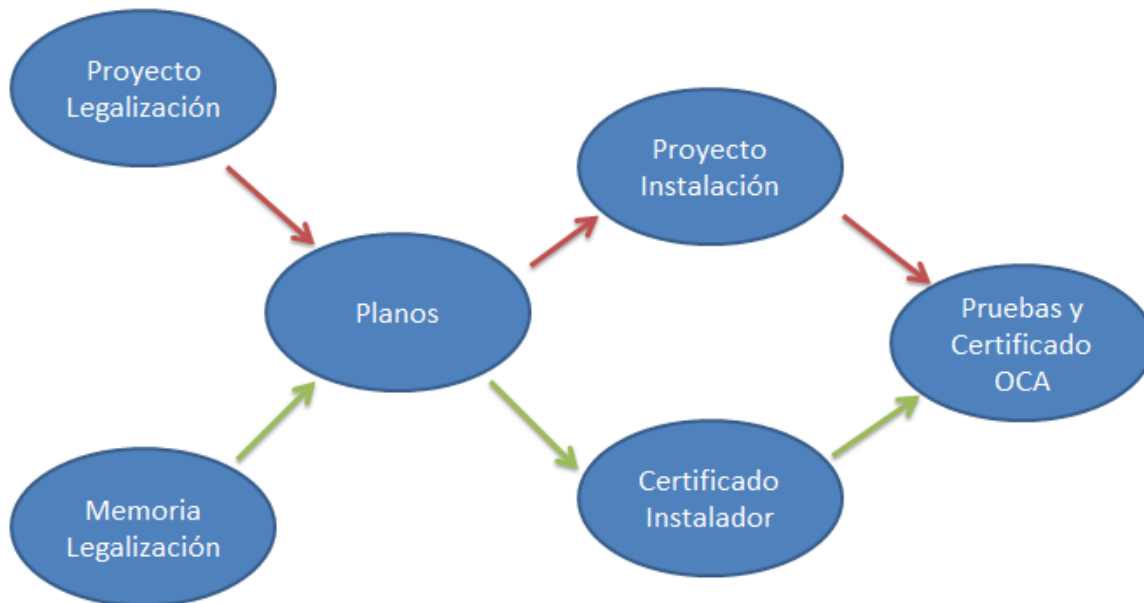 Proyecto
Legalización
Proyecto
Instalación
Planos
Pruebas y
Certificado
OCA
Certificado
Instalador
Memoria
Legalización